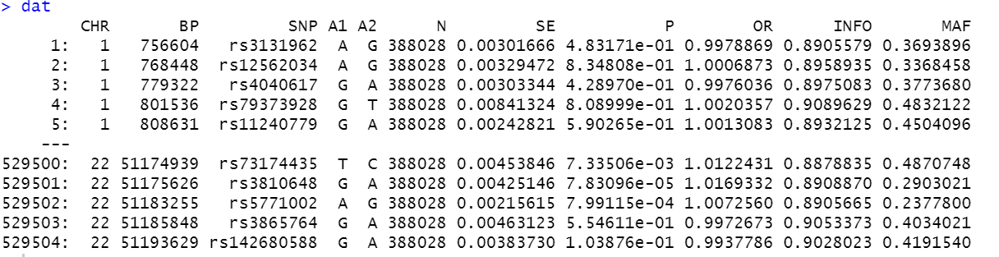 > dat
CHR BP SNP A1 A2 N SE P OR INFO MAF
1: 1 756604 rs3131962 A G 388028 0.00301666 4.83171e-01 0.9978869 0.8905579 0.3693896
2: 1 768448 rs12562034 A G 388028 0.00329472 8.34808e-01 1.0006873 0.8958935 0.3368458
3: 1 779322 rs4040617 G A 388028 0.00303344 4.28970e-01 0.9976036 0.8975083 0.3773680
4: 1 801536 rs79373928 G T 388028 0.00841324 8.08999e-01 1.0020357 0.9089629 0.4832122
5: 1 808631 rs11240779 G A 388028 0.00242821 5.90265e-01 1.0013083 0.8932125 0.4504096
---
529500: 22 51174939 rs73174435 T C 388028 0.00453846 7.33506e-03 1.0122431 0.8878835 0.4870748
529501: 22 51175626 rs3810648 G A 388028 0.00425146 7.83096e-05 1.0169332 0.8908870 0.2903021
529502: 22 51183255 rs5771002 A G 388028 0.00215615 7.99115e-04 1.0072560 0.8905665 0.2377800
529503: 22 51185848 rs3865764 G A 388028 0.00463123 5.54611e-01 0.9972673 0.9053373 0.4034021
529504: 22 51193629 rs142680588 G A 388028 0.00383730 1.03876e-01 0.9937786 0.9028023 0.4191540